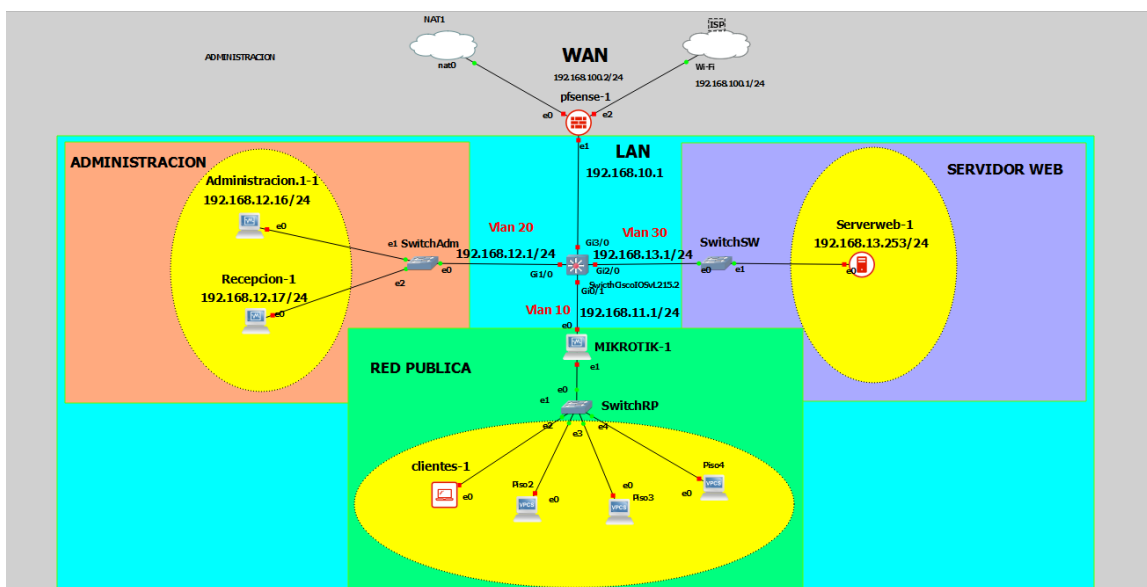 NAT1
ISP
ADMINISTRACION
WAN
nat0
Wi-Fi
192.168.100.2/24
192.168.100.1/24
pfsense-1
e0
e2
e1
ADMINISTRACION
LAN
SERVIDOR WEB
192.168.10.1
Administracion.1-1
192.168.12.16/24
e0
Serverweb-1
192.168.13.253/24
Vlan 20
Vlan 30
Gi3/0
e1
SwitchAdm
192.168.12.1/24
192.168.13.1/24
SwitchSW
e0
e2
Gi1/0
Gi2/0
e0
e1
e0
Recepcion-1
192.168.12.17/24
e0
SwicthCiscoIOSvL215.2
Gi0/1
Vlan 10
192.168.11.1/24
e0
MIKROTIK-1
e1
RED PUBLICA
e0
e1
SwitchRP
e2
e3
e4
clientes-1
e0
Piso2
e0
e0
Piso3
Piso4
e0
VPCS
VPCS
VPCS